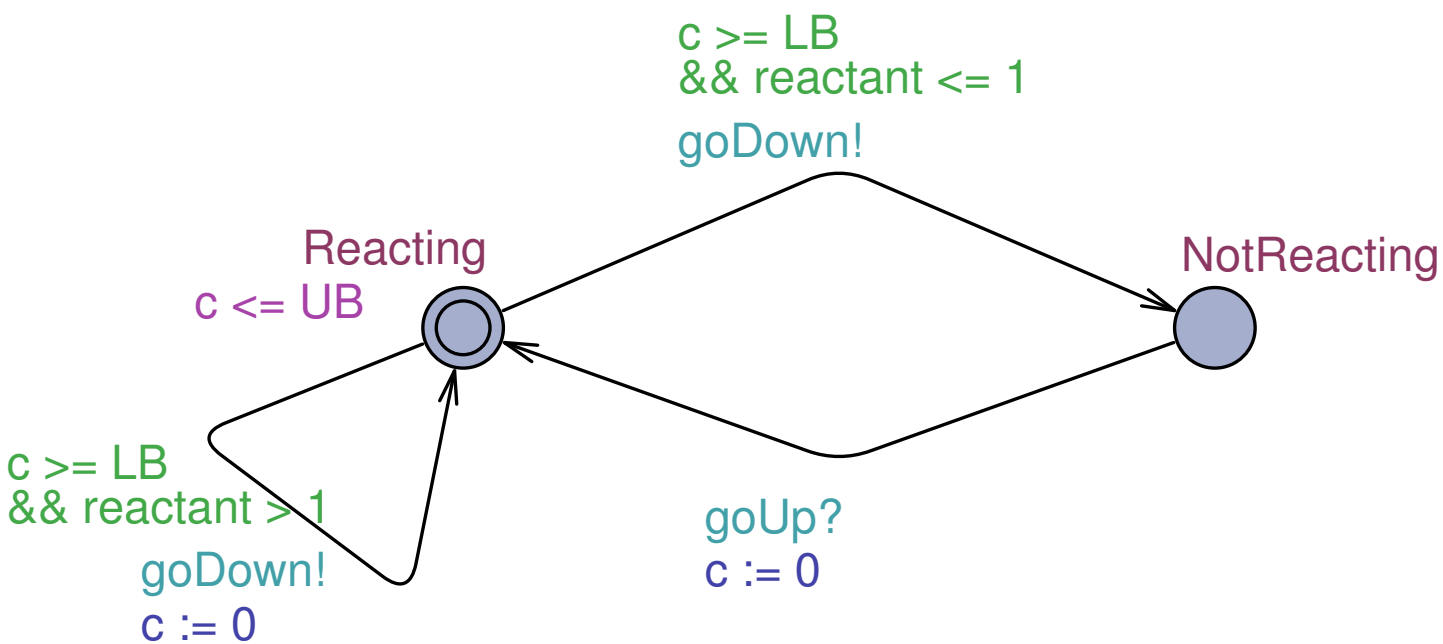 c >= LB
&& reactant <= 1
goDown!
Reacting
NotReacting
c <= UB
c >= LB
&& reactant > 1
goDown!
c := 0
goUp?
c := 0